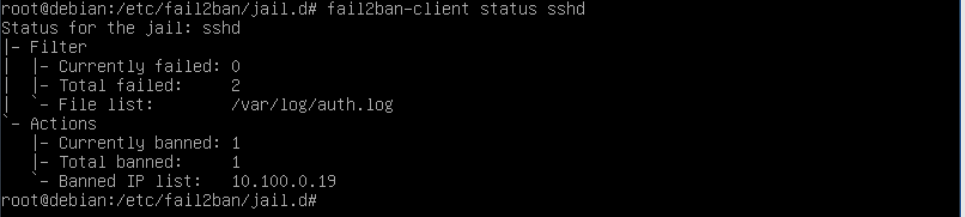 root@debian:/etc/fail2ban/jail.d# fail2ban-client status sshd
Status for the jail: sshd
|- Filter
|  |- Currently failed: 0
|  |- Total failed:     2
|  `- File list:        /var/log/auth.log
`- Actions
   |- Currently banned: 1
   |- Total banned:     1
   `- Banned IP list:   10.100.0.19
root@debian:/etc/fail2ban/jail.d#